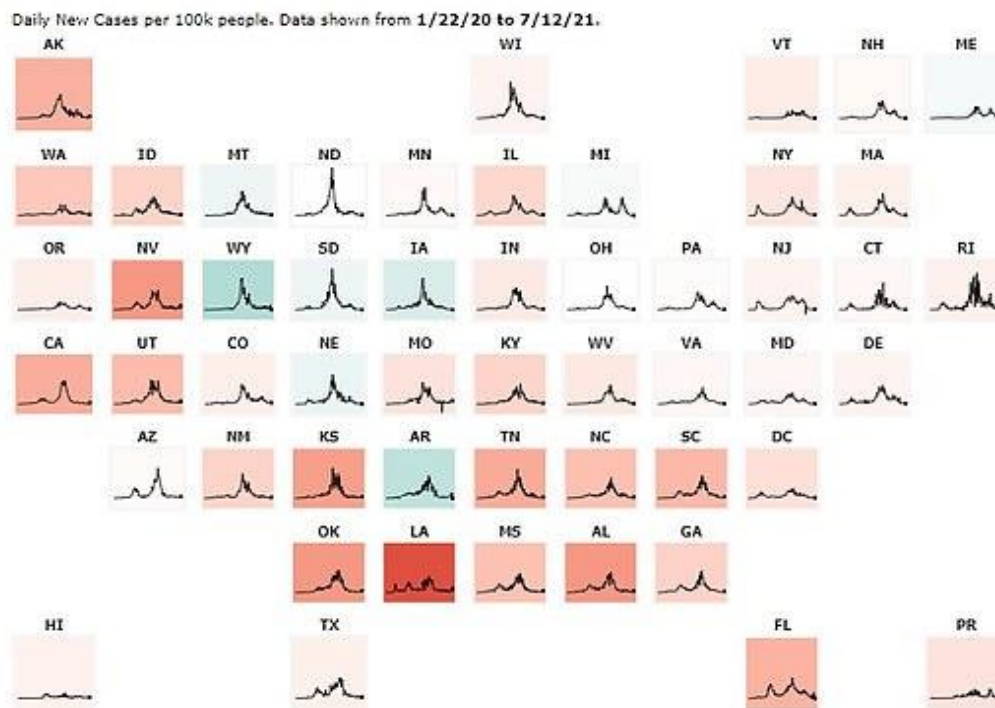 Daily New Cases per 100k people. Data shown from 1/22/20 to 7/12/21.
AK WI VT NH ME
WA ID MT ND MN IL MI NY MA
OR NV WY SD IA IN OH PA NJ CT RI
CA UT CO NE MO KY WV VA MD DE
AZ NM KS AR TN NC SC DC
OK LA MS AL GA
HI TX FL PR